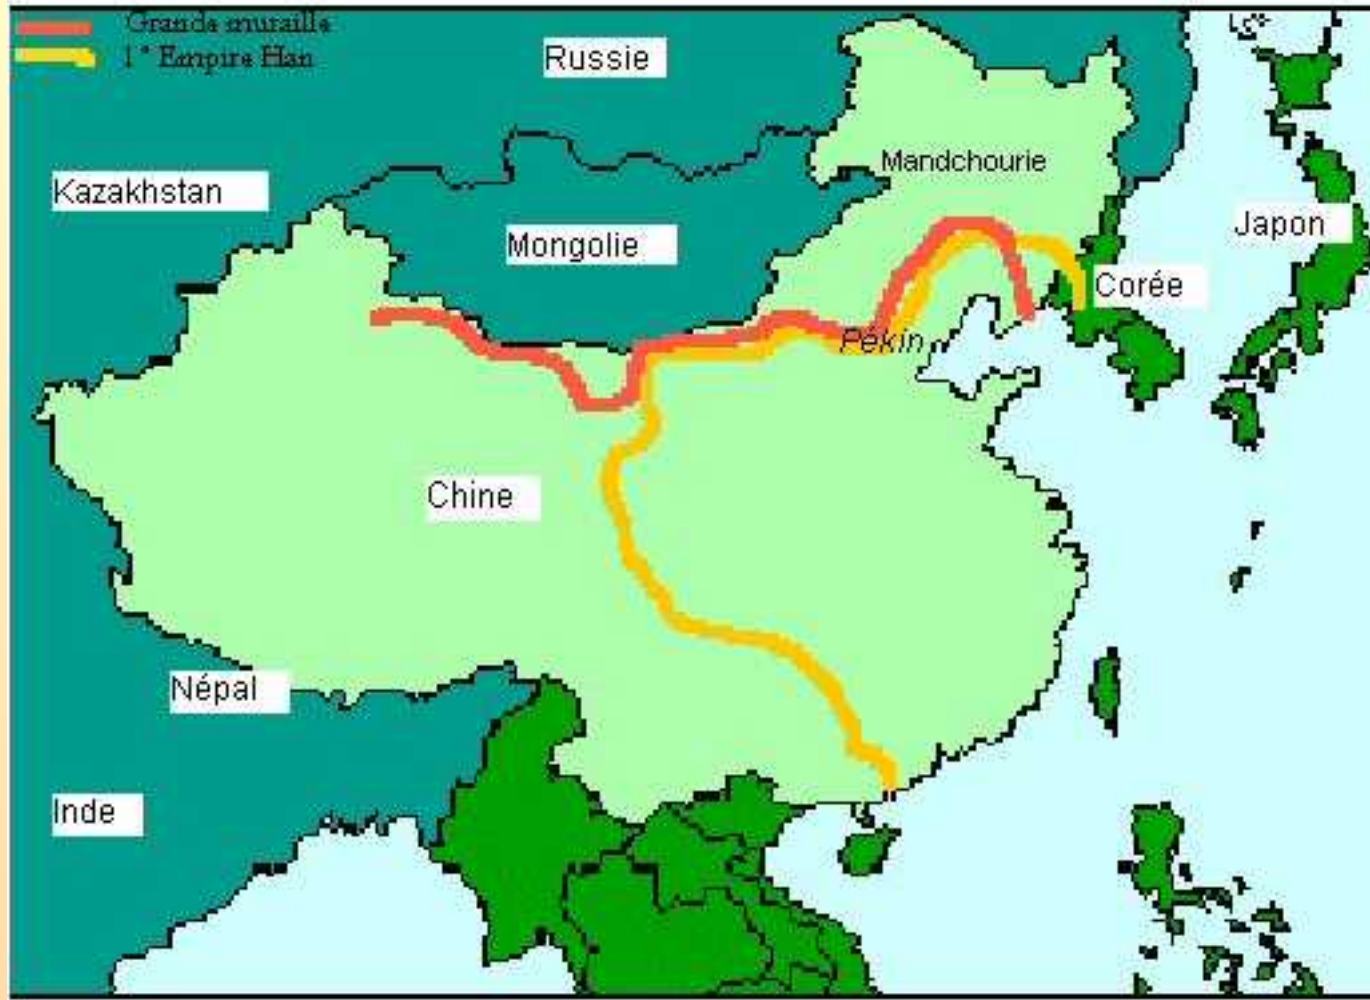 Grande muraille
1° Empire Han
Russie
Mandchourie
Kazakhstan
Japon
Mongolie
Corée
Pékin
Chine
Népal
Inde